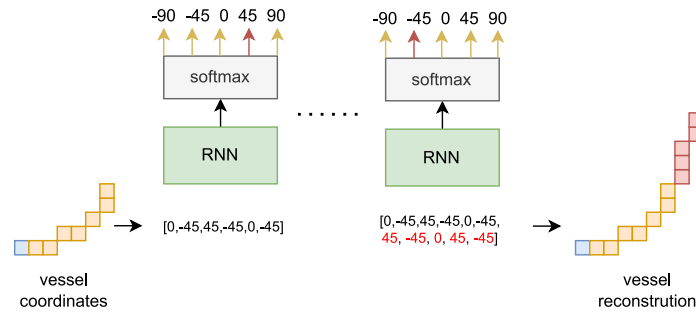 -90 -45 0 45 90
softmax
RNN
[0,-45,45,-45,0,-45]
vessel
coordinates
......
-90 -45 0 45 90
softmax
RNN
[0,-45,45,-45,0,-45,
45, -45, 0, 45, -45]
vessel
reconstrution